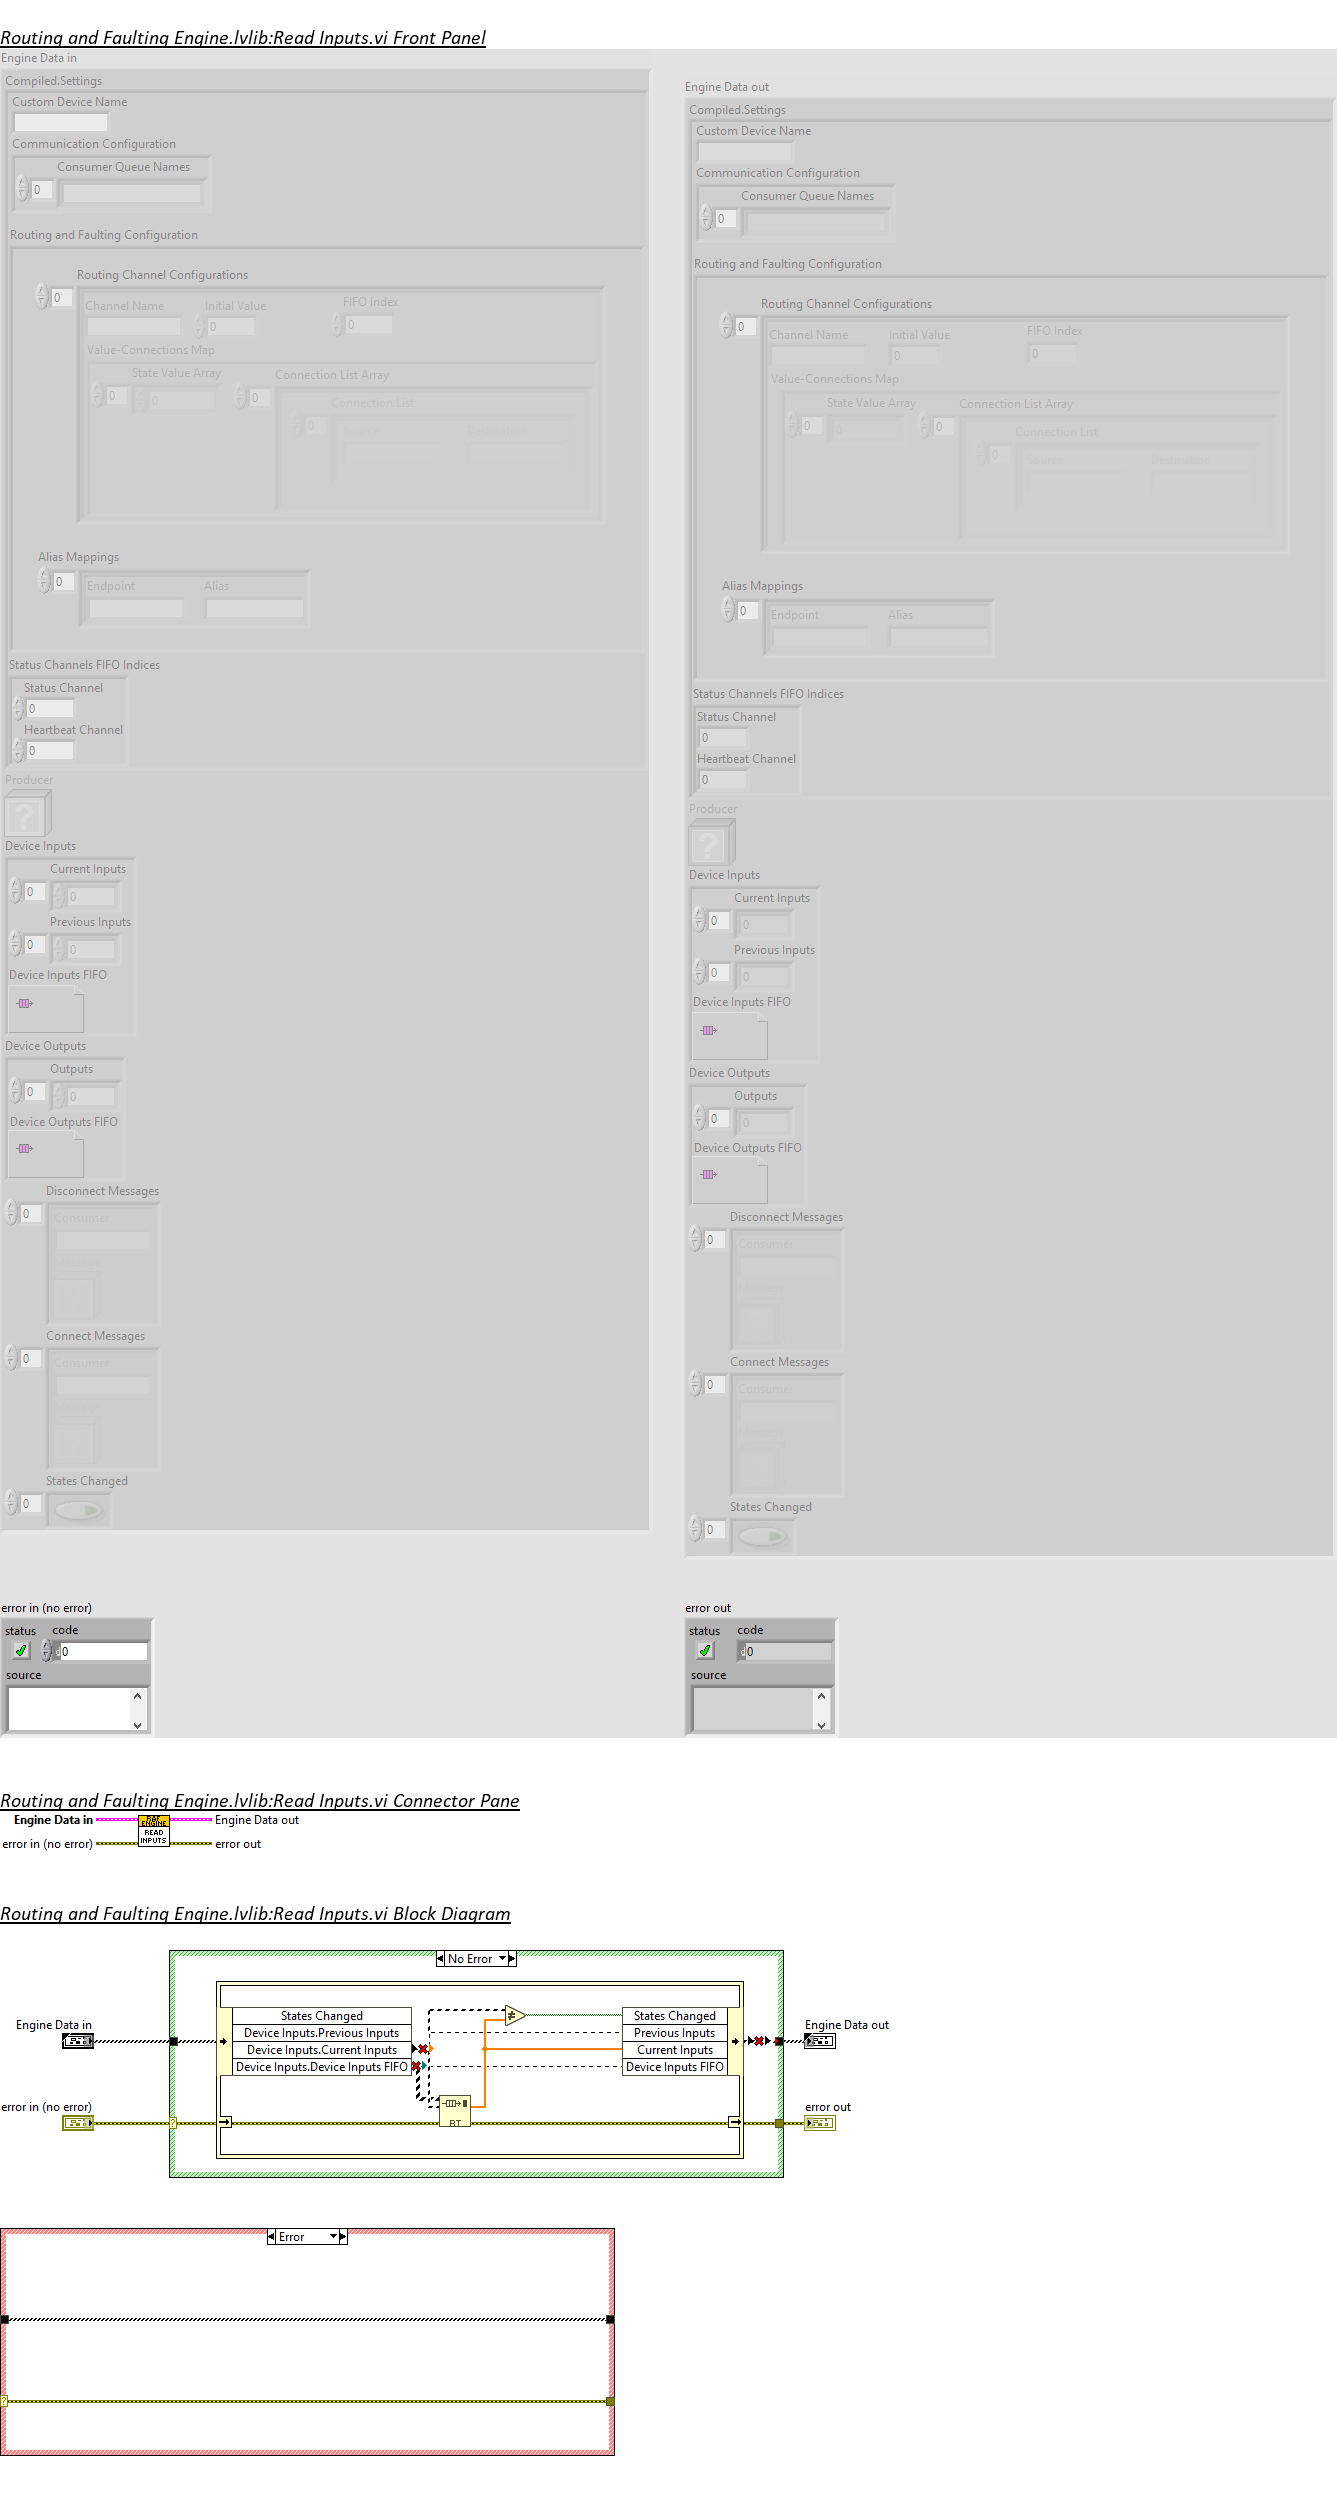 Routing and Faulting Engine.lvlib:Read Inputs.vi Front Panel
Engine Data in
Compiled.Settings
Custom Device Name
Communication Configuration
Consumer Queue Names
0
Routing and Faulting Configuration
Routing Channel Configurations
0
Channel Name Initial Value FIFO Index
0 0
Value-Connections Map
State Value Array Connection List Array
0 0 0
Connection List
0
Alias Mappings
0
Endpoint Alias
Status Channels FIFO Indices
Status Channel
0
Heartbeat Channel
0
Producer
?
Device Inputs
Current Inputs
0 0
Previous Inputs
0 0
Device Inputs FIFO
Device Outputs
Outputs
0 0
Device Outputs FIFO
Disconnect Messages
0
Consumer
Connect Messages
0
Consumer
States Changed
0
error in (no error)
status code
0
source
Engine Data out
Compiled.Settings
Custom Device Name
Communication Configuration
Consumer Queue Names
0
Routing and Faulting Configuration
Routing Channel Configurations
0
Channel Name Initial Value FIFO Index
0 0
Value-Connections Map
State Value Array Connection List Array
0 0 0
Connection List
0
Source Destination
Alias Mappings
0
Endpoint Alias
Status Channels FIFO Indices
Status Channel
0
Heartbeat Channel
0
Producer
?
Device Inputs
Current Inputs
0 0
Previous Inputs
0 0
Device Inputs FIFO
Device Outputs
Outputs
0 0
Device Outputs FIFO
Disconnect Messages
0
Consumer
Connect Messages
0
Consumer
States Changed
0
error out
status code
d0
source
Routing and Faulting Engine.lvlib:Read Inputs.vi Connector Pane
Engine Data in
error in (no error)
RAF
ENGINE
READ
INPUTS
Engine Data out
error out
Routing and Faulting Engine.lvlib:Read Inputs.vi Block Diagram
No Error
Engine Data in
error in (no error)
States Changed
Device Inputs.Previous Inputs
Device Inputs.Current Inputs
Device Inputs.Device Inputs FIFO
≠
RT
States Changed
Previous Inputs
Current Inputs
Device Inputs FIFO
Engine Data out
error out
?
Error
?